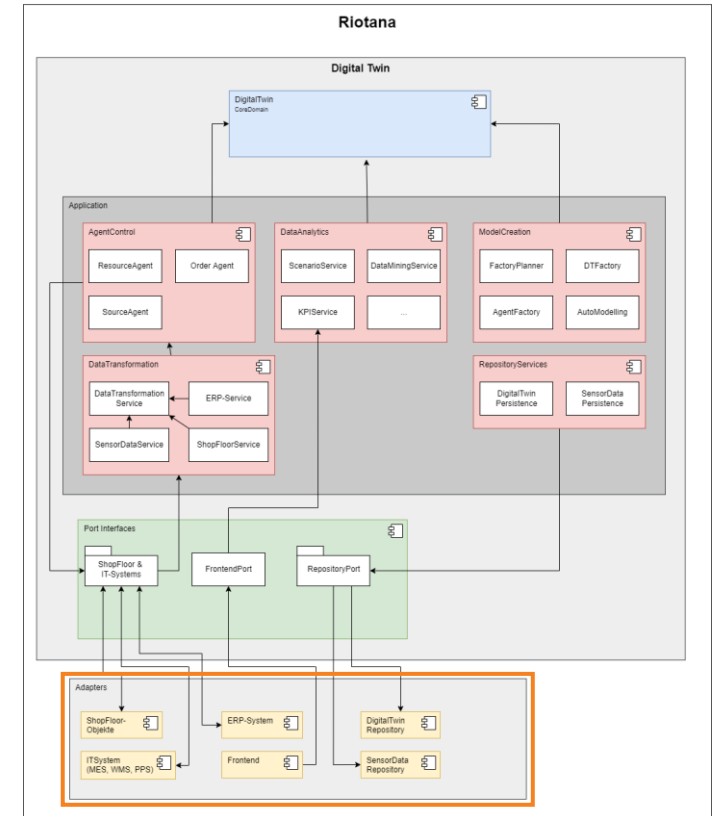 Riotana
Digital Twin
DigitalTwin
CoreDomain
Application
AgentControl
ResourceAgent
Order Agent
SourceAgent
DataAnalytics
ScenarioService
DataMiningService
KPIService
...
ModelCreation
FactoryPlanner
DTFactory
AgentFactory
AutoModelling
DataTransformation
DataTransformation
Service
ERP-Service
SensorDataService
ShopFloorService
RepositoryServices
DigitalTwin
Persistence
SensorData
Persistence
Port Interfaces
ShopFloor &
IT-Systems
FrontendPort
RepositoryPort
Adapters
ShopFloor-
Objekte
ERP-System
DigitalTwin
Repository
ITSystem
(MES, WMS, PPS)
Frontend
SensorData
Repository